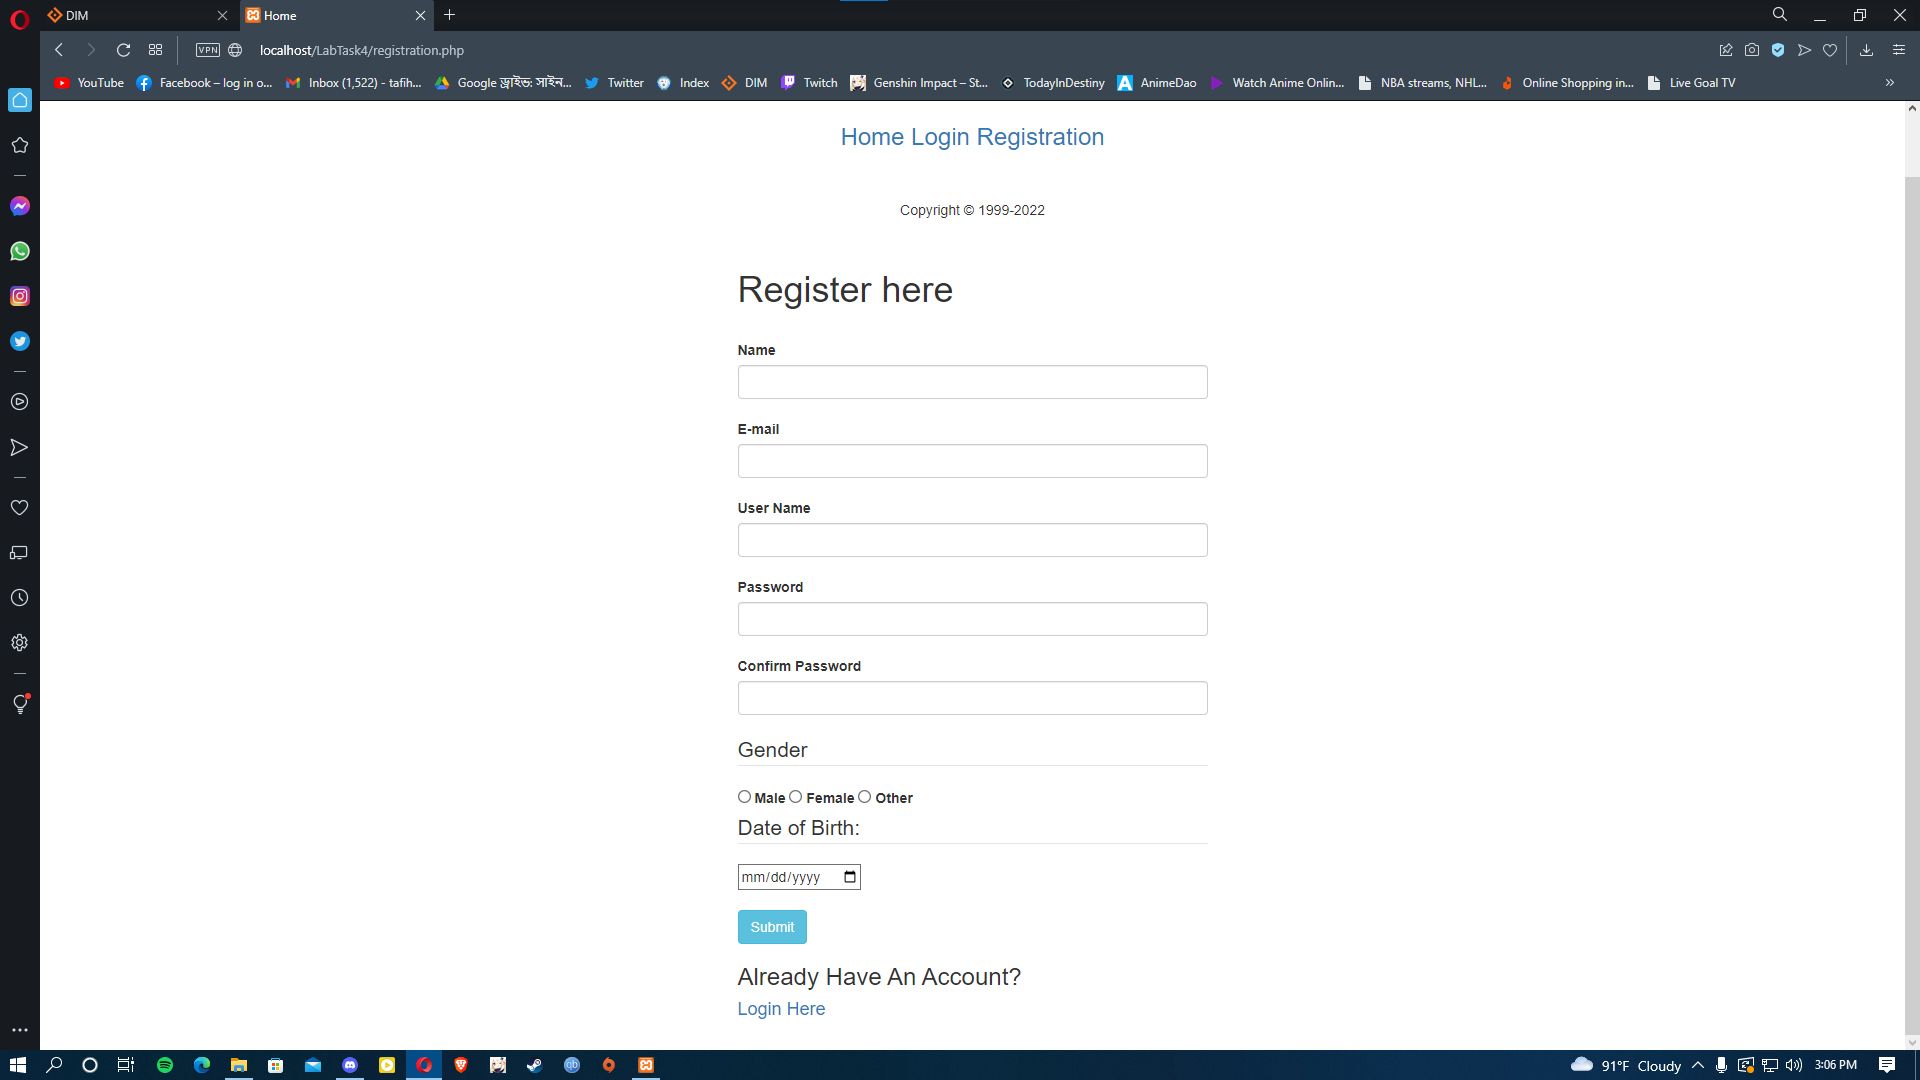 DIM
Home
VPN
localhost/LabTask4/registration.php
YouTube
Facebook – log in o...
Inbox (1,522) - tafih...
Google ড্রাইভ: সাইন...
Twitter
Index
DIM
Twitch
Genshin Impact – St...
TodayInDestiny
AnimeDao
Watch Anime Onlin...
NBA streams, NHL...
Online Shopping in...
Live Goal TV
Home Login Registration
Copyright © 1999-2022
Register here
Name
E-mail
User Name
Password
Confirm Password
Gender
Male Female Other
Date of Birth:
mm/dd/yyyy
Submit
Already Have An Account?
Login Here
91°F Cloudy
3:06 PM